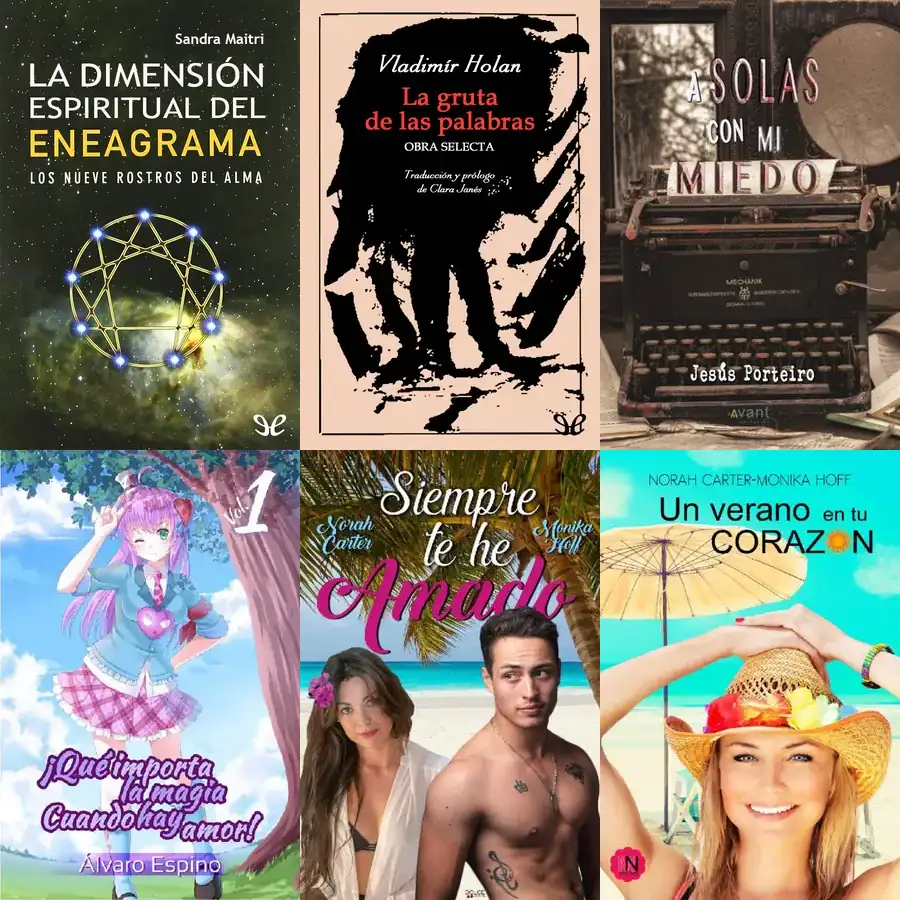 Sandra Maitri
LA DIMENSIÓN
ESPIRITUAL DEL
ENEAGRAMA
LOS NUEVE ROSTROS DEL ALMA
Vladimír Holan
La gruta
de las palabras
OBRA SELECTA
Traducción y prólogo
de Clara Janés
A SOLAS
CON MI
MIEDO
MECHANIK
Jesús Porteiro
avant
Vol. 1
¡Qué importa
la magia
Cuando hay
amor!
Álvaro Espino
Siempre
te he
Amado
Norah
Carter
Monika
Hoff
NORAH CARTER-MONIKA HOFF
Un verano en tu
CORAZON
N